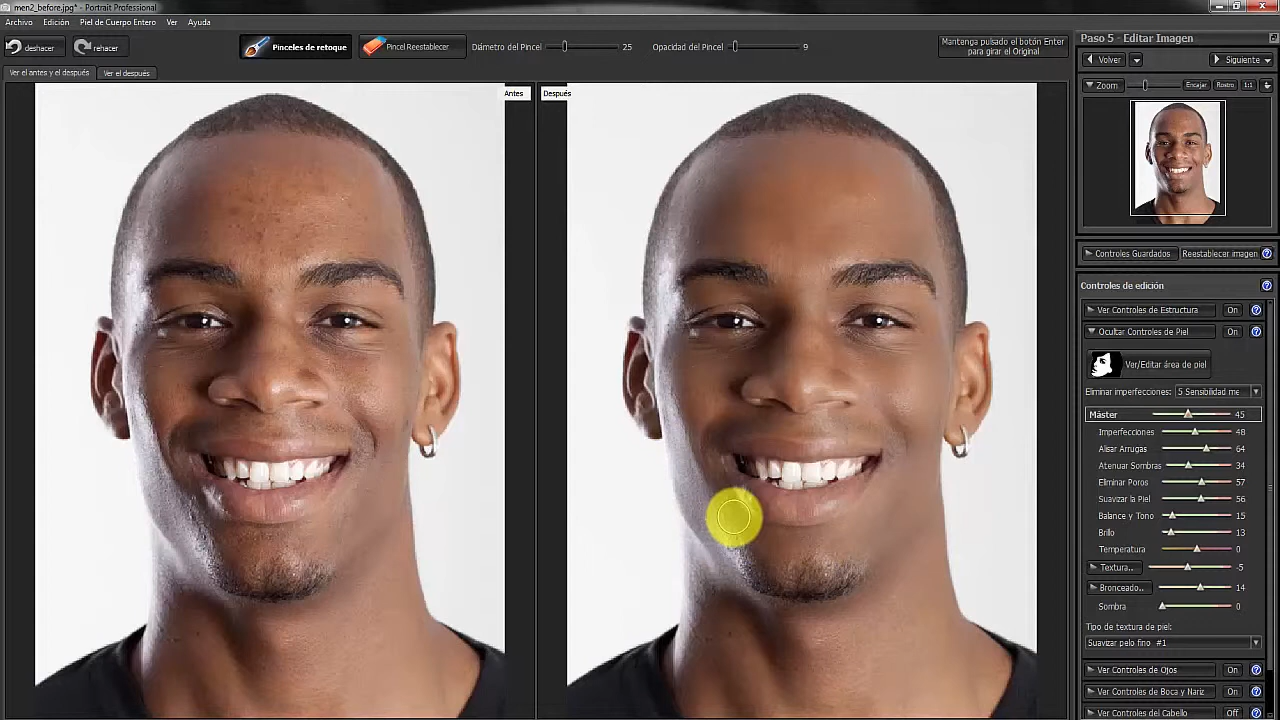 men2_before.jpg* - Portrait Professional
Archivo Edición Piel de Cuerpo Entero Ver Ayuda
deshacer rehacer Pinceles de retoque Pincel Reestablecer Diámetro del Pincel 25 Opacidad del Pincel 9
Mantenga pulsado el botón Enter
para girar el Original
Ver el antes y el después Ver el después
Antes Después
Paso 5 - Editar Imagen
Volver Siguiente
Zoom Encajar Rostro 1:1
Controles Guardados Reestablecer imagen ?
Controles de edición ?
Ver Controles de Estructura On ?
Ocultar Controles de Piel On ?
Ver/Editar área de piel
Eliminar imperfecciones: 5 Sensibilidad me
Máster 45
Imperfecciones 48
Alisar Arrugas 64
Atenuar Sombras 34
Eliminar Poros 57
Suavizar la Piel 56
Balance y Tono 15
Brillo 13
Temperatura 0
Textura.. -5
Bronceado.. 14
Sombra 0
Tipo de textura de piel:
Suavizar pelo fino #1
Ver Controles de Ojos On ?
Ver Controles de Boca y Nariz On ?
Ver Controles del Cabello Off ?